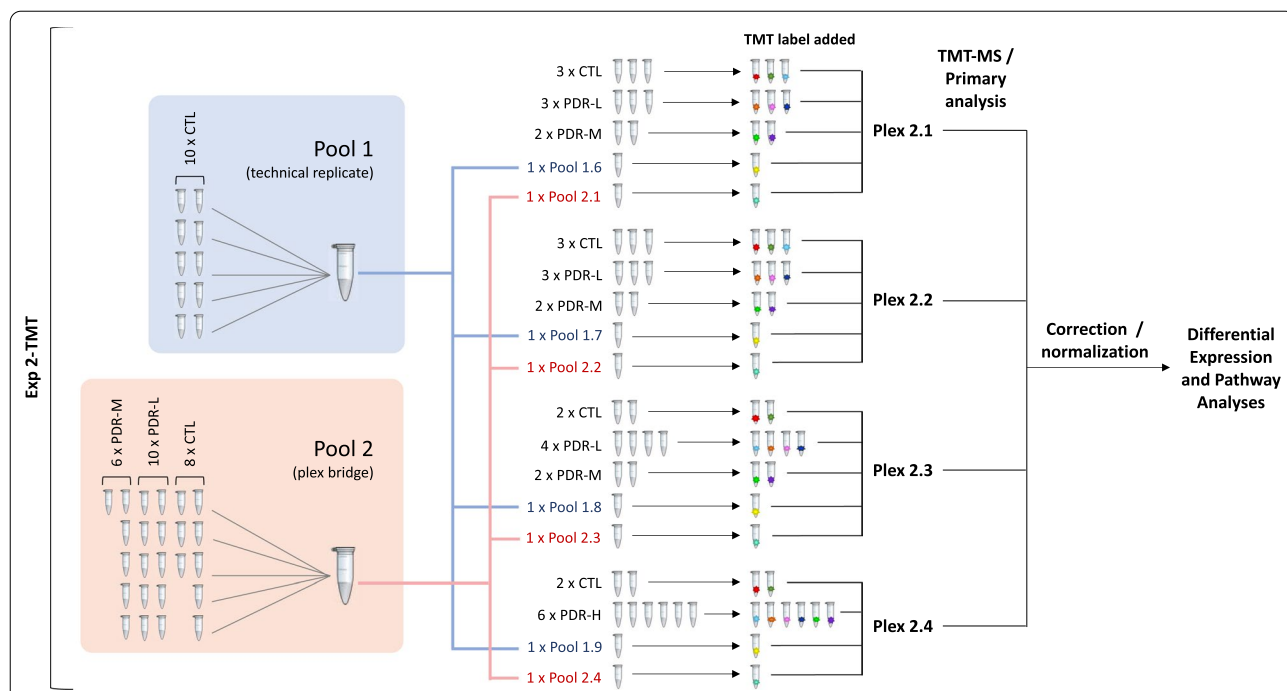 Exp 2-TMT
10 x CTL
Pool 1
(technical replicate)
6 x PDR-M
10 x PDR-L
8 x CTL
Pool 2
(plex bridge)
TMT label added
3 x CTL
3 x PDR-L
2 x PDR-M
1 x Pool 1.6
1 x Pool 2.1
Plex 2.1
3 x CTL
3 x PDR-L
2 x PDR-M
1 x Pool 1.7
1 x Pool 2.2
Plex 2.2
2 x CTL
4 x PDR-L
2 x PDR-M
1 x Pool 1.8
1 x Pool 2.3
Plex 2.3
2 x CTL
6 x PDR-H
1 x Pool 1.9
1 x Pool 2.4
Plex 2.4
TMT-MS /
Primary
analysis
Correction /
normalization
Differential
Expression
and Pathway
Analyses